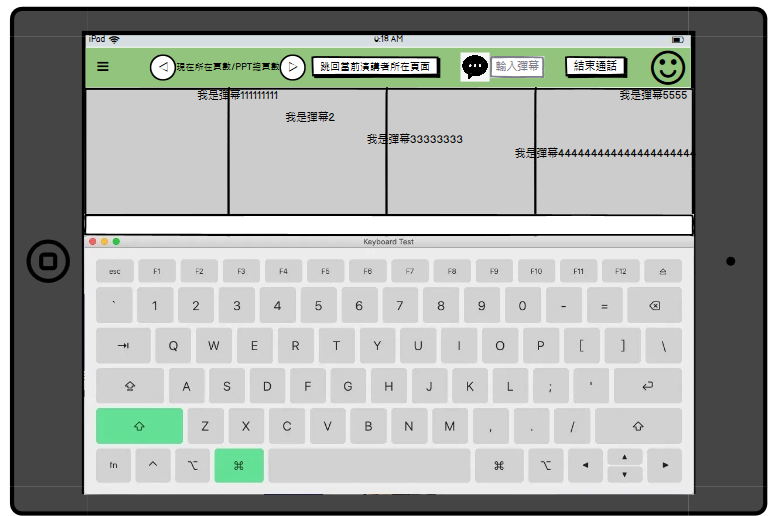 iPad 9:18 AM
現在所在頁數/PPT總頁數 跳回當前演講者所在頁面 輸入彈幕 結束通話
我是彈幕111111111 我是彈幕5555
我是彈幕2
我是彈幕33333333
我是彈幕44444444444444444444
Keyboard Test
esc F1 F2 F3 F4 F5 F6 F7 F8 F9 F10 F11 F12
` 1 2 3 4 5 6 7 8 9 0 - =
Q W E R T Y U I O P [ ] \
A S D F G H J K L ; '
Z X C V B N M , . /
fn ^ ⌥ ⌘ ⌘ ⌥